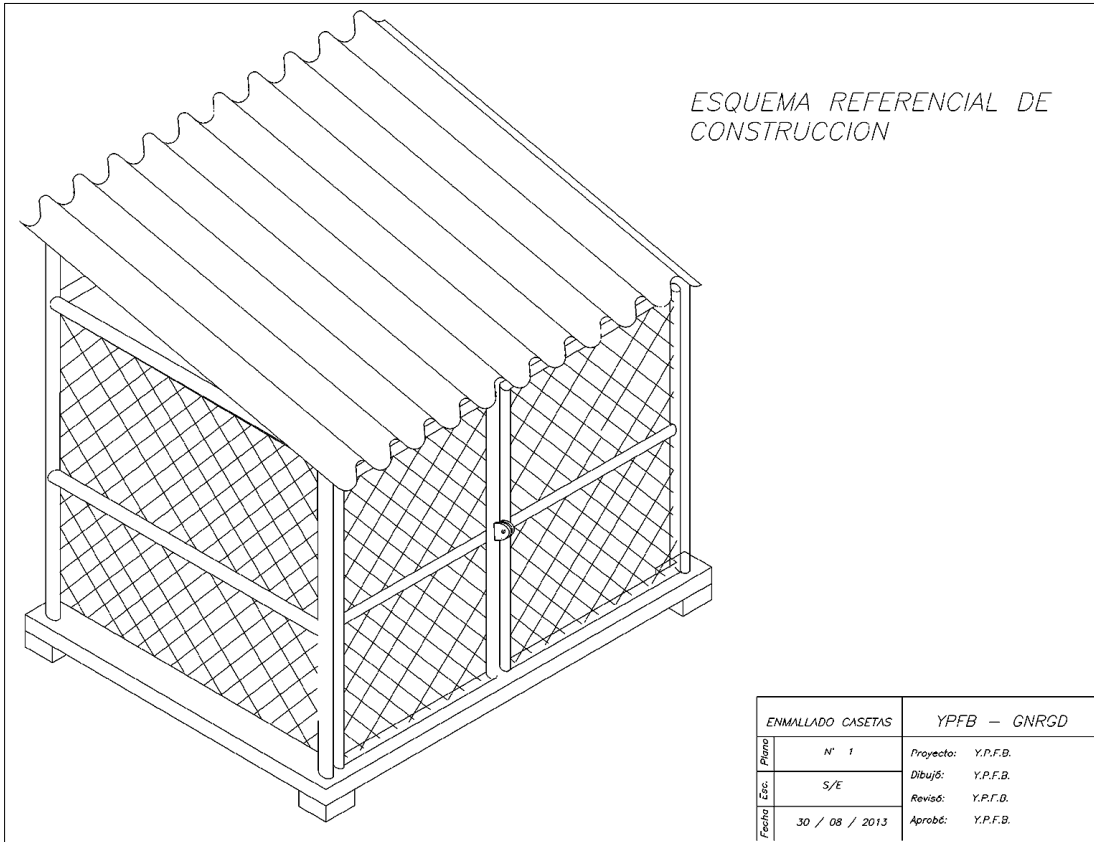 ESQUEMA REFERENCIAL DE
CONSTRUCCION
ENMALLADO CASETAS
YPFB – GNRGD
Plano
N° 1
Esc.
S/E
Fecha
30 / 08 / 2013
Proyecto: Y.P.F.B.
Dibujó: Y.P.F.B.
Revisó: Y.P.F.B.
Aprobó: Y.P.F.B.